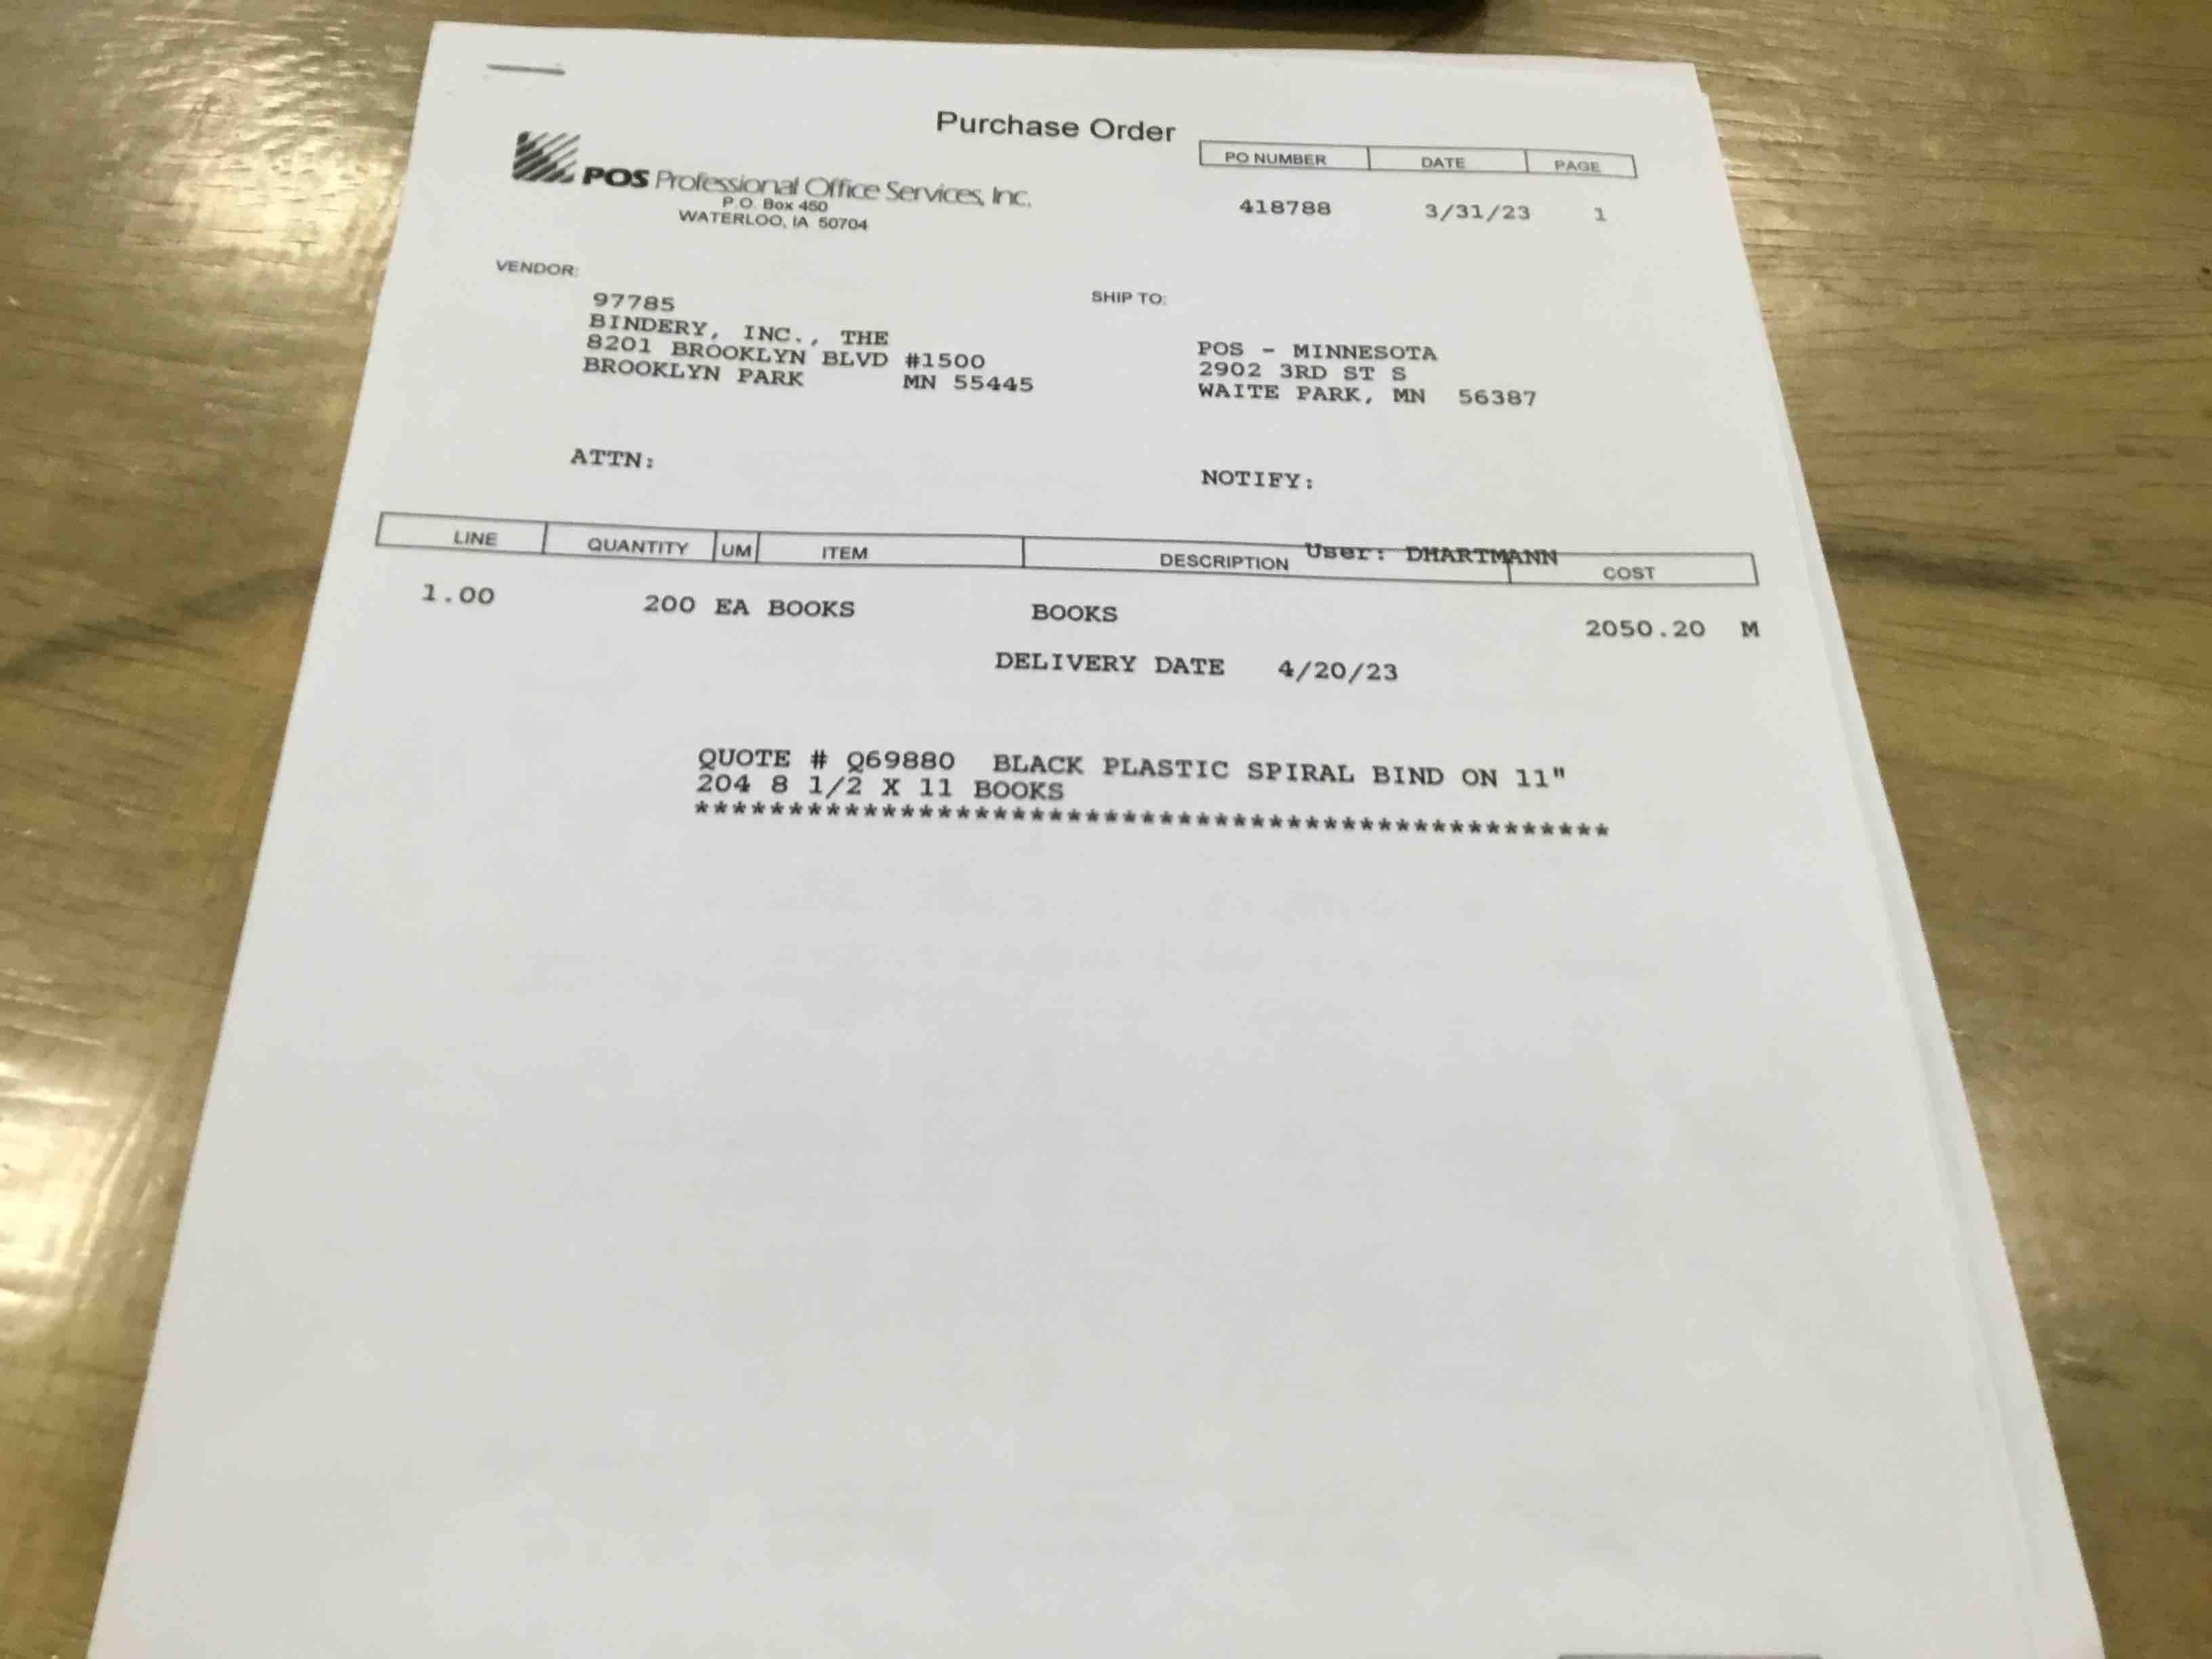 Purchase Order
POS Professional Office Services, Inc.
P.O. Box 450
WATERLOO, IA 50704
PO NUMBER DATE PAGE
418788 3/31/23 1
VENDOR:
97785
BINDERY, INC., THE
8201 BROOKLYN BLVD #1500
BROOKLYN PARK MN 55445
SHIP TO:
POS - MINNESOTA
2902 3RD ST S
WAITE PARK, MN 56387
ATTN:
NOTIFY:
User: DHARTMANN
LINE QUANTITY UM ITEM DESCRIPTION COST
1.00 200 EA BOOKS BOOKS 2050.20 M
DELIVERY DATE 4/20/23
QUOTE # Q69880 BLACK PLASTIC SPIRAL BIND ON 11"
204 8 1/2 X 11 BOOKS
**************************************************